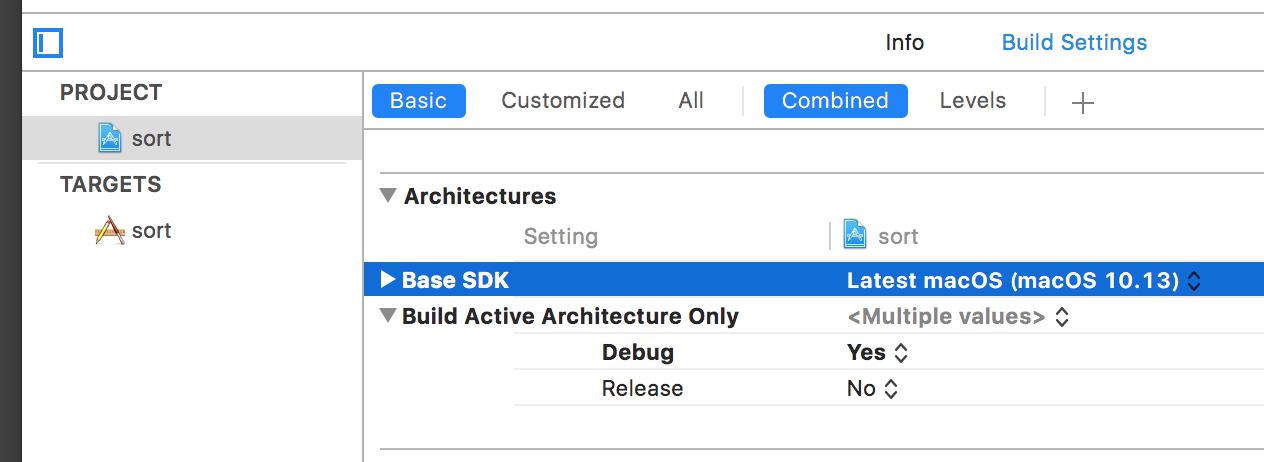 Info Build Settings
PROJECT
Basic Customized All Combined Levels
sort
TARGETS
sort
Architectures
Setting sort
Base SDK Latest macOS (macOS 10.13)
Build Active Architecture Only <Multiple values>
Debug Yes
Release No